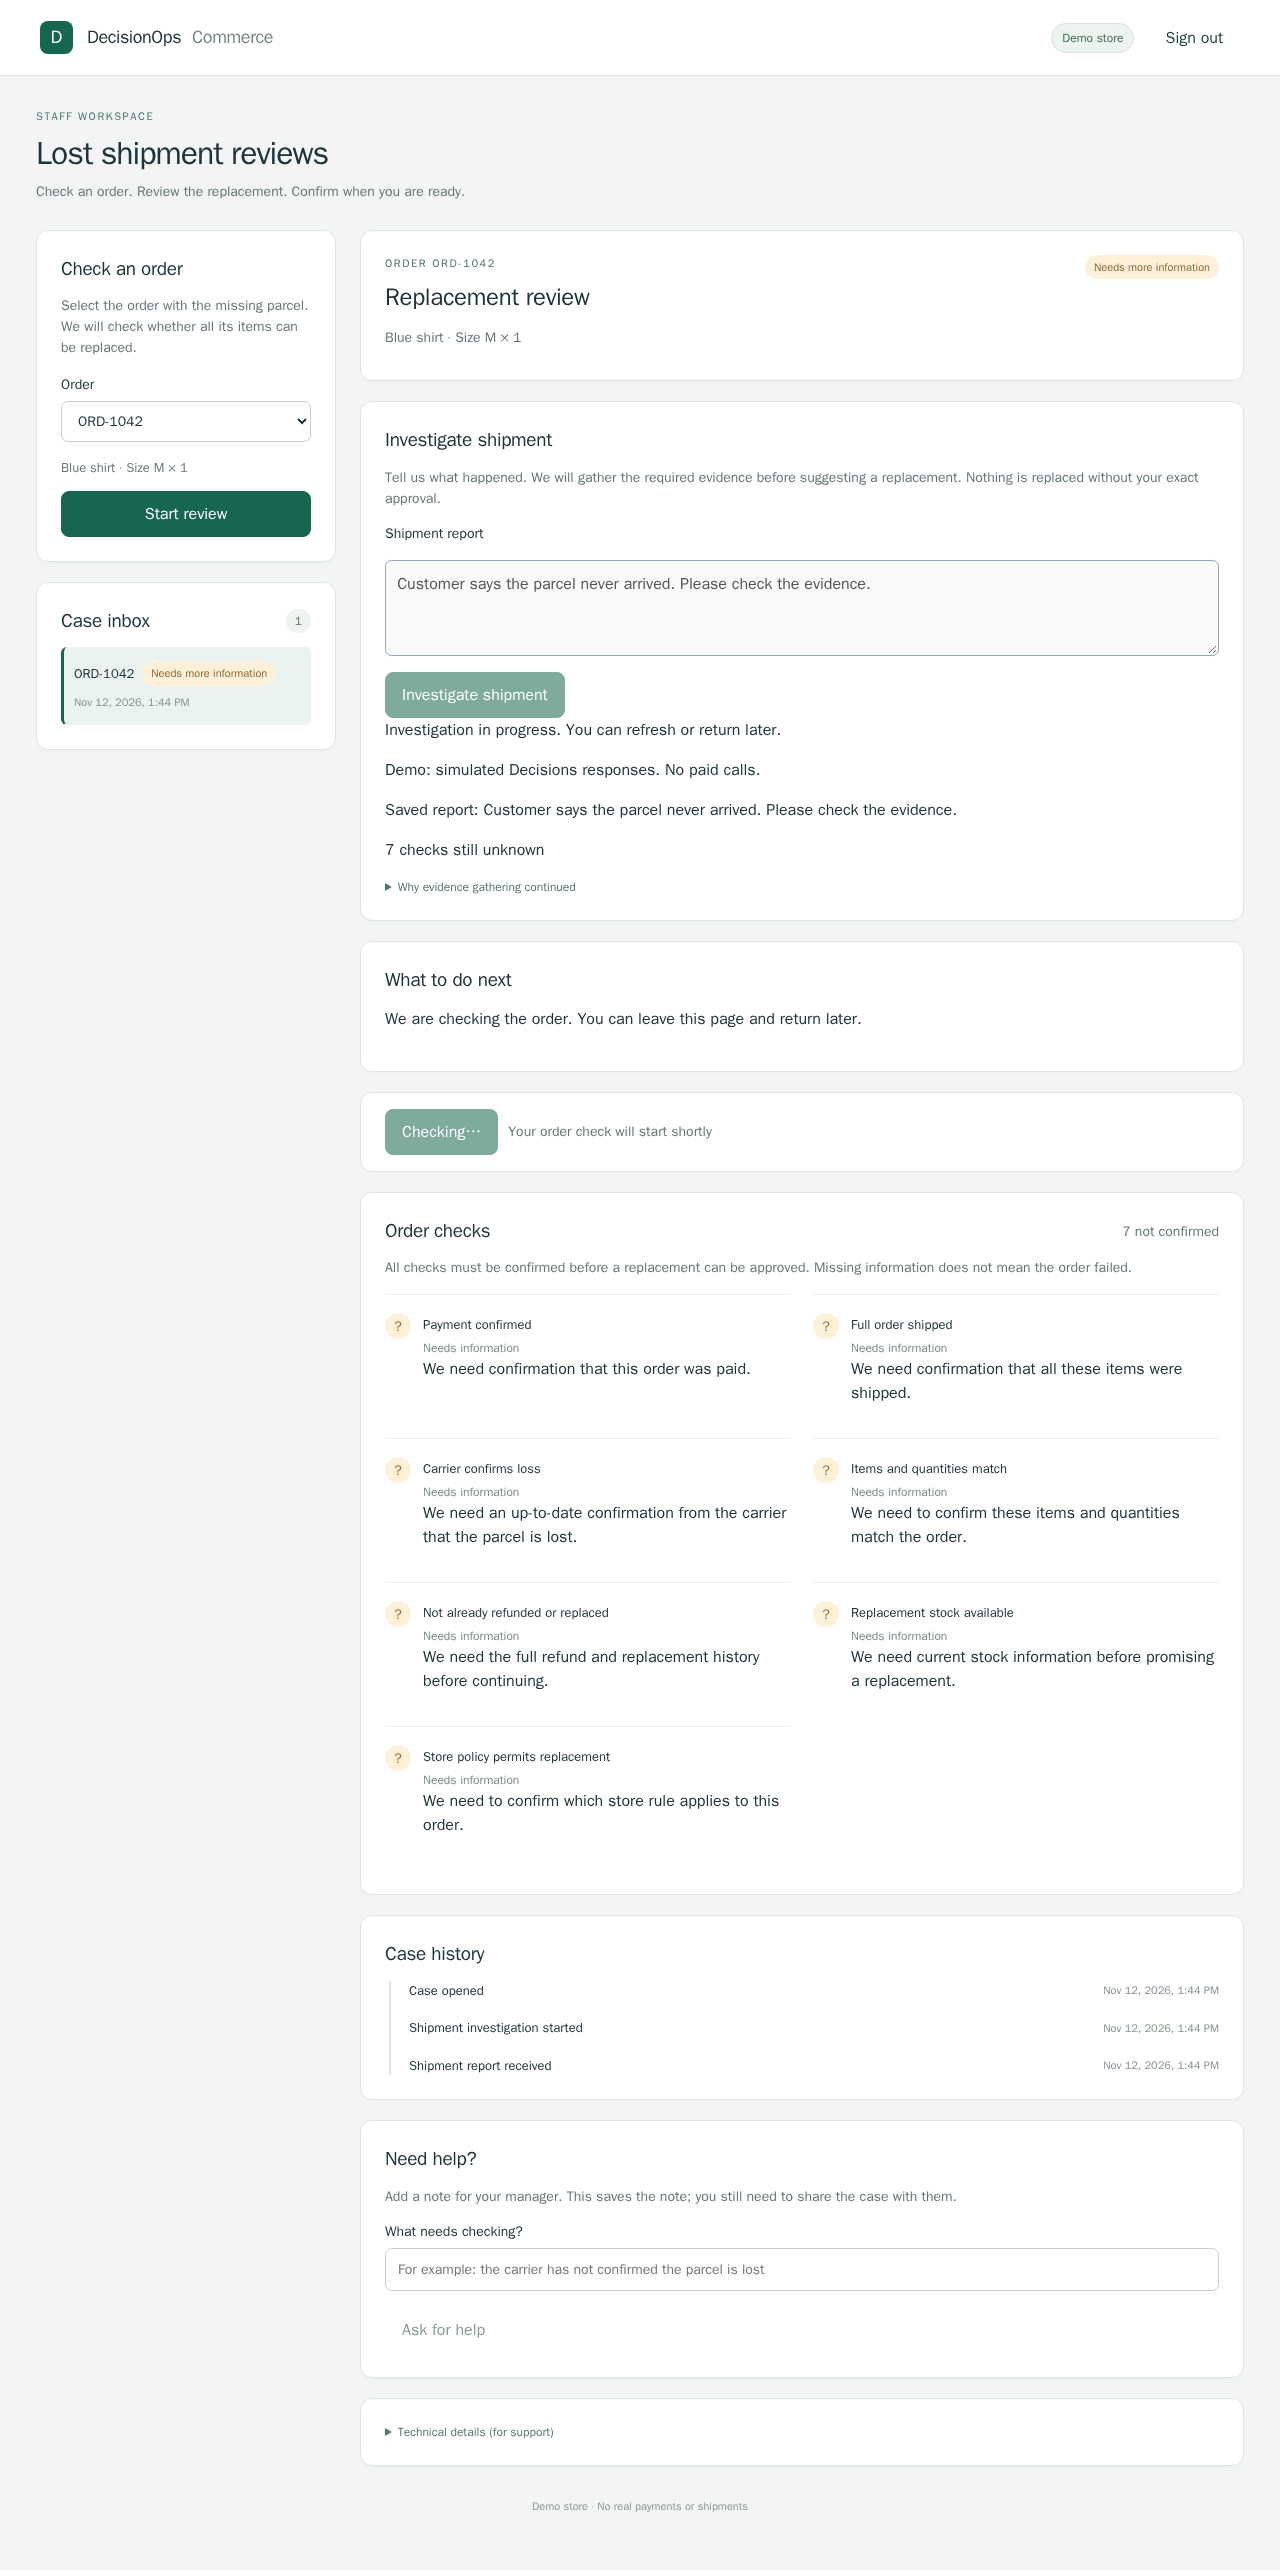 D DecisionOps Commerce
Demo store
Sign out
STAFF WORKSPACE
Lost shipment reviews
Check an order. Review the replacement. Confirm when you are ready.
Check an order
Select the order with the missing parcel.
We will check whether all its items can
be replaced.
Order
ORD-1042
Blue shirt · Size M × 1
Start review
Case inbox
1
ORD-1042 Needs more information
Nov 12, 2026, 1:44 PM
ORDER ORD-1042
Needs more information
Replacement review
Blue shirt · Size M × 1
Investigate shipment
Tell us what happened. We will gather the required evidence before suggesting a replacement. Nothing is replaced without your exact
approval.
Shipment report
Customer says the parcel never arrived. Please check the evidence.
Investigate shipment
Investigation in progress. You can refresh or return later.
Demo: simulated Decisions responses. No paid calls.
Saved report: Customer says the parcel never arrived. Please check the evidence.
7 checks still unknown
Why evidence gathering continued
What to do next
We are checking the order. You can leave this page and return later.
Checking···
Your order check will start shortly
Order checks
7 not confirmed
All checks must be confirmed before a replacement can be approved. Missing information does not mean the order failed.
? Payment confirmed
Needs information
We need confirmation that this order was paid.
? Full order shipped
Needs information
We need confirmation that all these items were
shipped.
? Carrier confirms loss
Needs information
We need an up-to-date confirmation from the carrier
that the parcel is lost.
? Items and quantities match
Needs information
We need to confirm these items and quantities
match the order.
? Not already refunded or replaced
Needs information
We need the full refund and replacement history
before continuing.
? Replacement stock available
Needs information
We need current stock information before promising
a replacement.
? Store policy permits replacement
Needs information
We need to confirm which store rule applies to this
order.
Case history
Case opened Nov 12, 2026, 1:44 PM
Shipment investigation started Nov 12, 2026, 1:44 PM
Shipment report received Nov 12, 2026, 1:44 PM
Need help?
Add a note for your manager. This saves the note; you still need to share the case with them.
What needs checking?
For example: the carrier has not confirmed the parcel is lost
Ask for help
Technical details (for support)
Demo store · No real payments or shipments